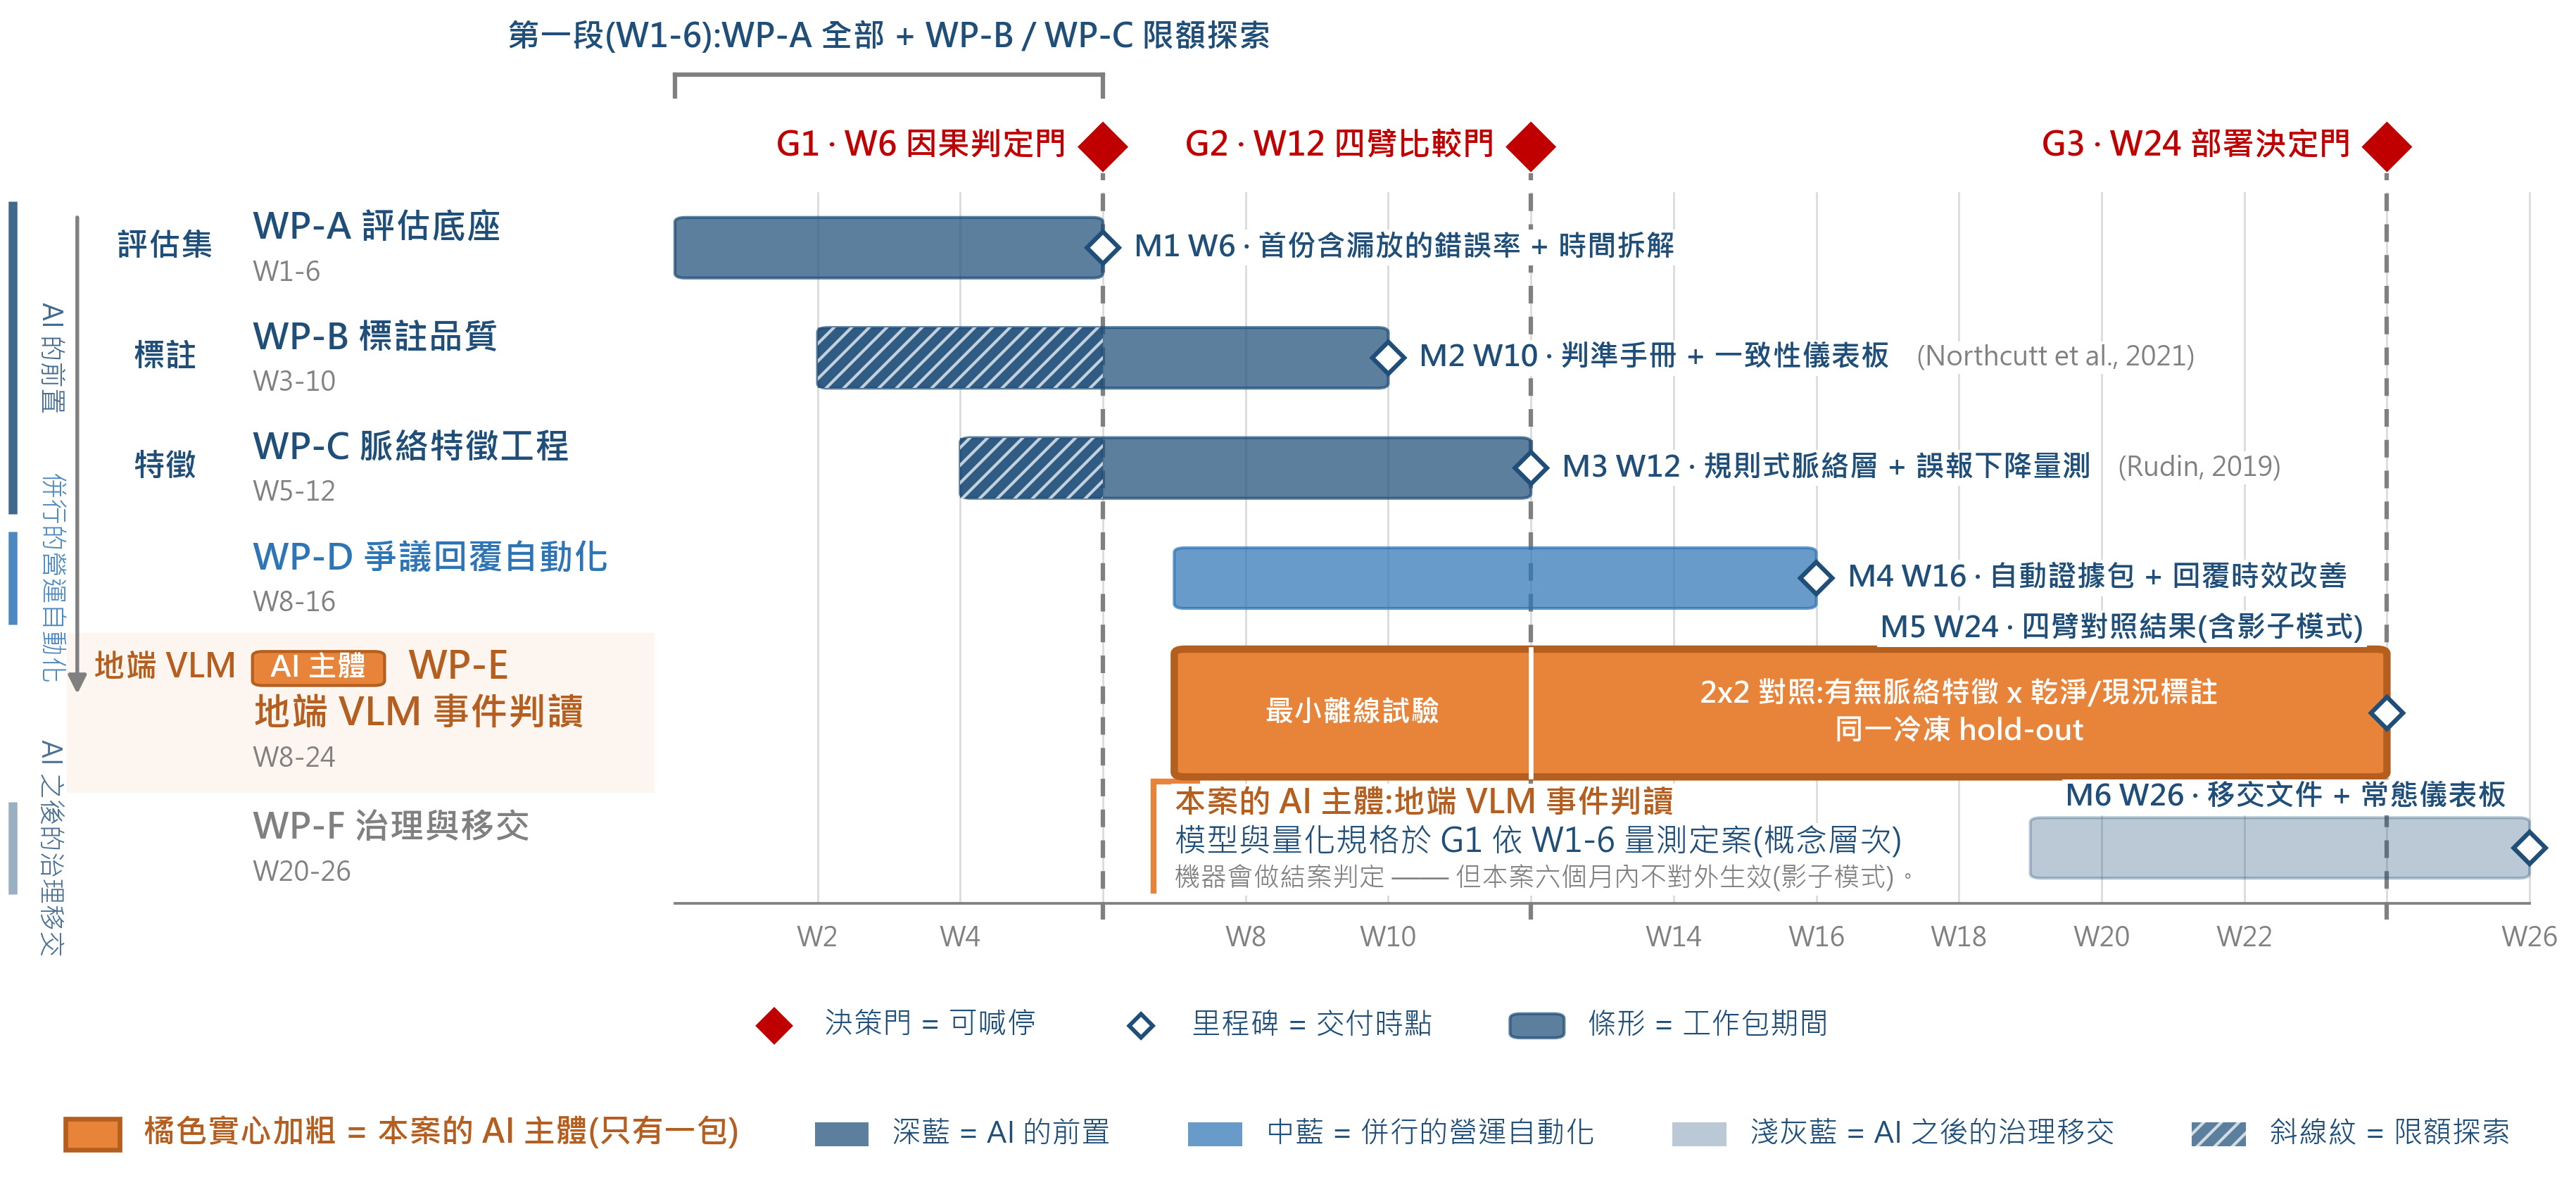 第一段(W1-6):WP-A 全部 + WP-B / WP-C 限額探索
G1 · W6 因果判定門
G2 · W12 四臂比較門
G3 · W24 部署決定門
AI 的前置
併行的營運自動化
AI 之後的治理移交
評估集
WP-A 評估底座
W1-6
M1 W6 · 首份含漏放的錯誤率 + 時間拆解
標註
WP-B 標註品質
W3-10
M2 W10 · 判準手冊 + 一致性儀表板
(Northcutt et al., 2021)
特徵
WP-C 脈絡特徵工程
W5-12
M3 W12 · 規則式脈絡層 + 誤報下降量測
(Rudin, 2019)
WP-D 爭議回覆自動化
W8-16
M4 W16 · 自動證據包 + 回覆時效改善
M5 W24 · 四臂對照結果(含影子模式)
地端 VLM
AI 主體
WP-E
地端 VLM 事件判讀
W8-24
最小離線試驗
2x2 對照:有無脈絡特徵 x 乾淨/現況標註
同一冷凍 hold-out
M6 W26 · 移交文件 + 常態儀表板
WP-F 治理與移交
W20-26
本案的 AI 主體:地端 VLM 事件判讀
模型與量化規格於 G1 依 W1-6 量測定案(概念層次)
機器會做結案判定 —— 但本案六個月內不對外生效(影子模式)。
W2
W4
W8
W10
W14
W16
W18
W20
W22
W26
決策門 = 可喊停
里程碑 = 交付時點
條形 = 工作包期間
橘色實心加粗 = 本案的 AI 主體(只有一包)
深藍 = AI 的前置
中藍 = 併行的營運自動化
淺灰藍 = AI 之後的治理移交
斜線紋 = 限額探索